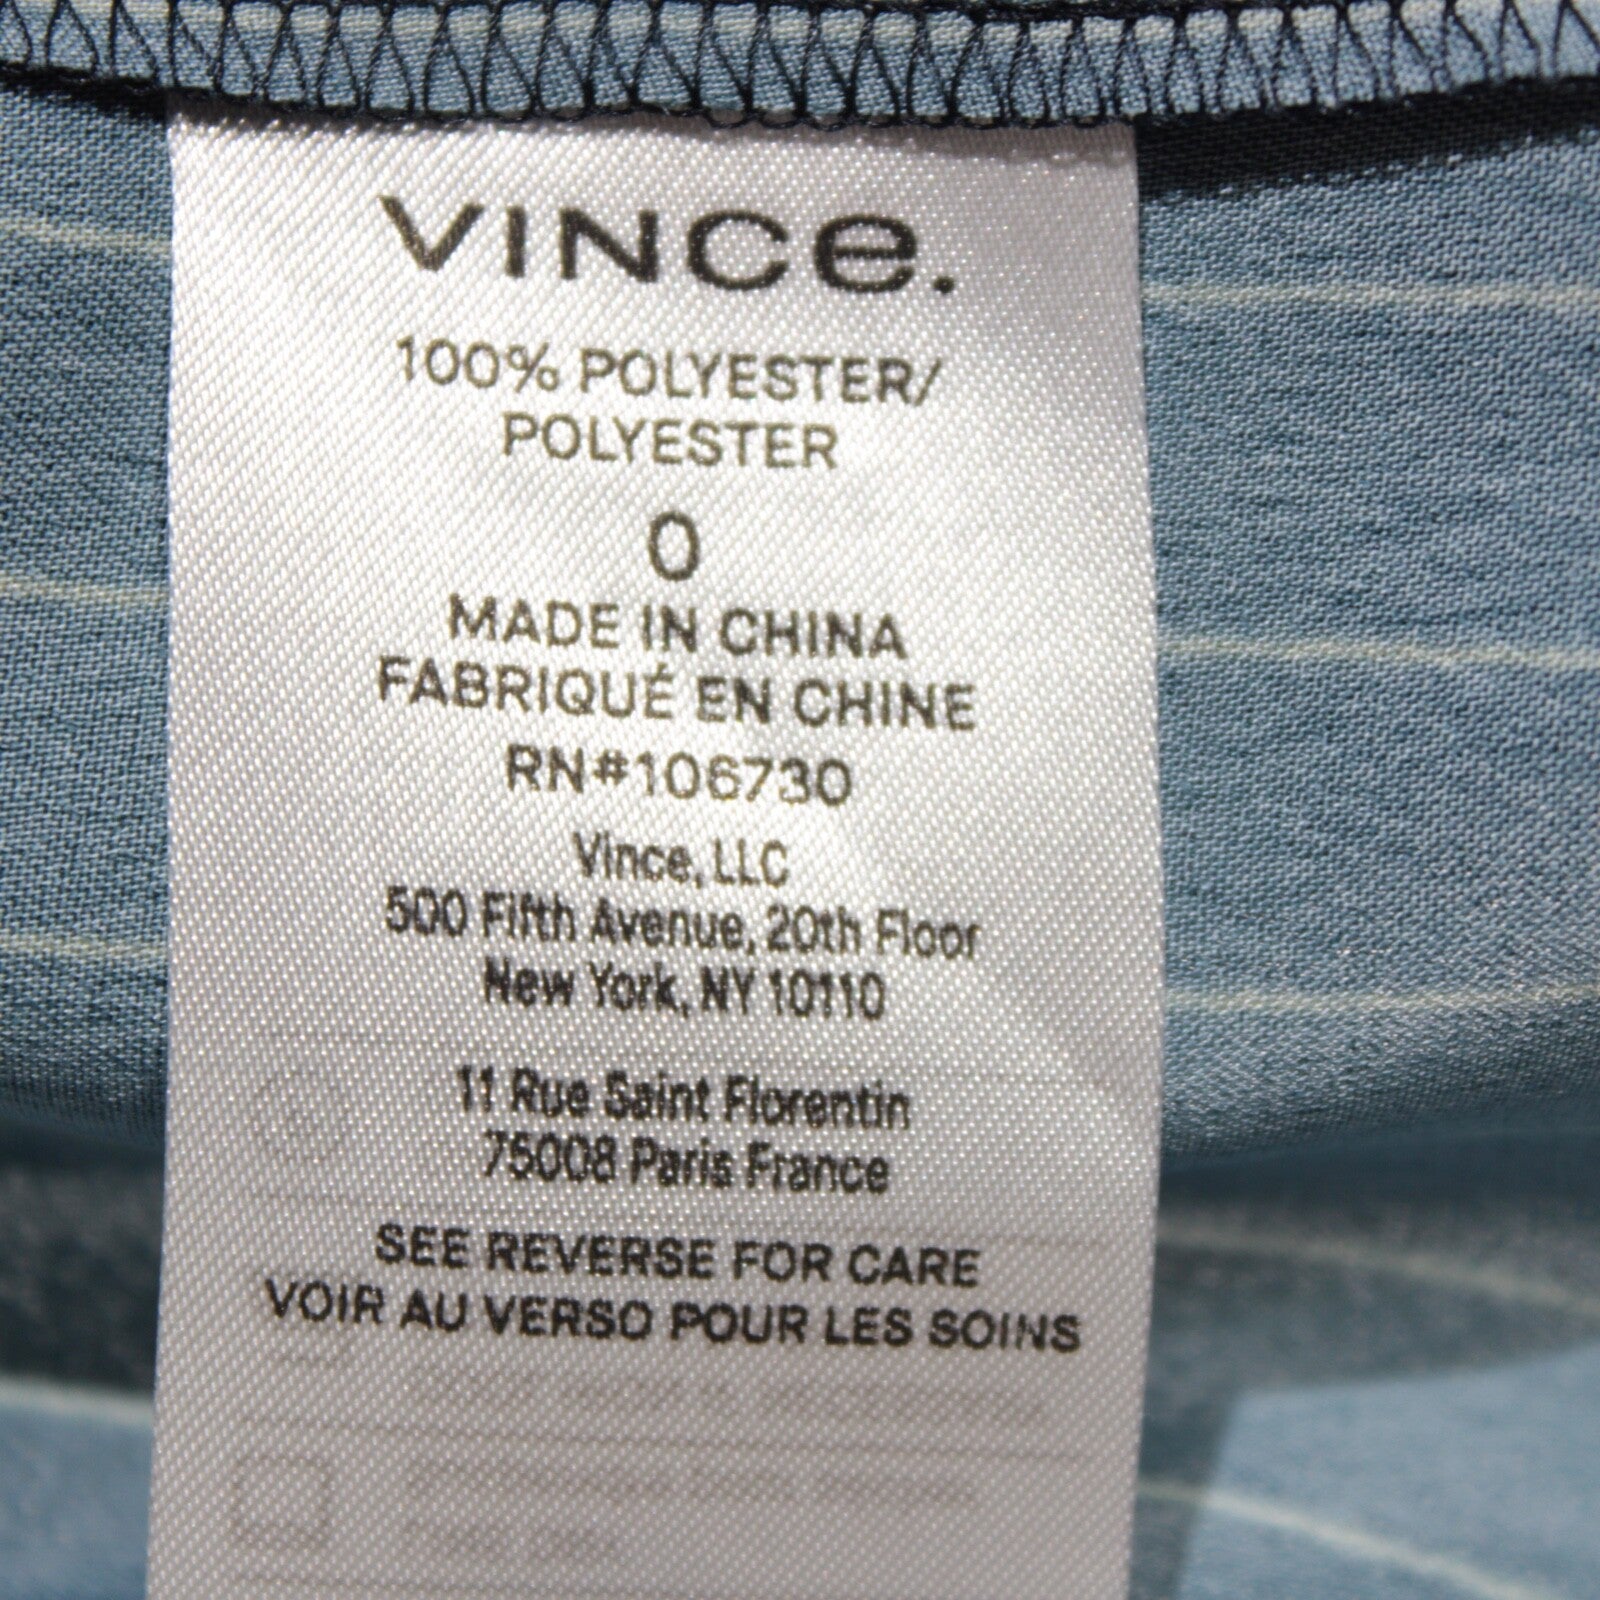 VINCE.
100% POLYESTER/
POLYESTER
0
MADE IN CHINA
FABRIQUÉ EN CHINE
RN#106730
Vince, LLC
500 Fifth Avenue, 20th Floor
New York, NY 10110
11 Rue Saint Florentin
75008 Paris France
SEE REVERSE FOR CARE
VOIR AU VERSO POUR LES SOINS